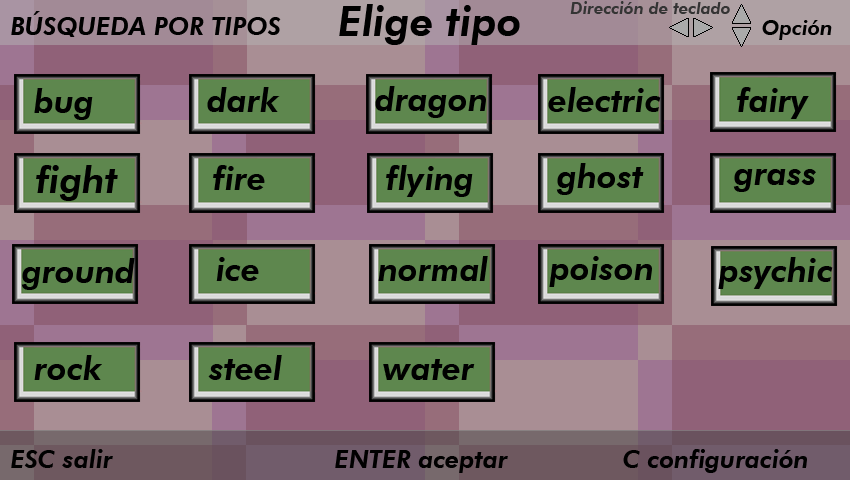 Dirección de teclado
BÚSQUEDA POR TIPOS Elige tipo Opción
bug dark dragon electric fairy
fight fire flying ghost grass
ground ice normal poison psychic
rock steel water
ESC salir ENTER aceptar C configuración